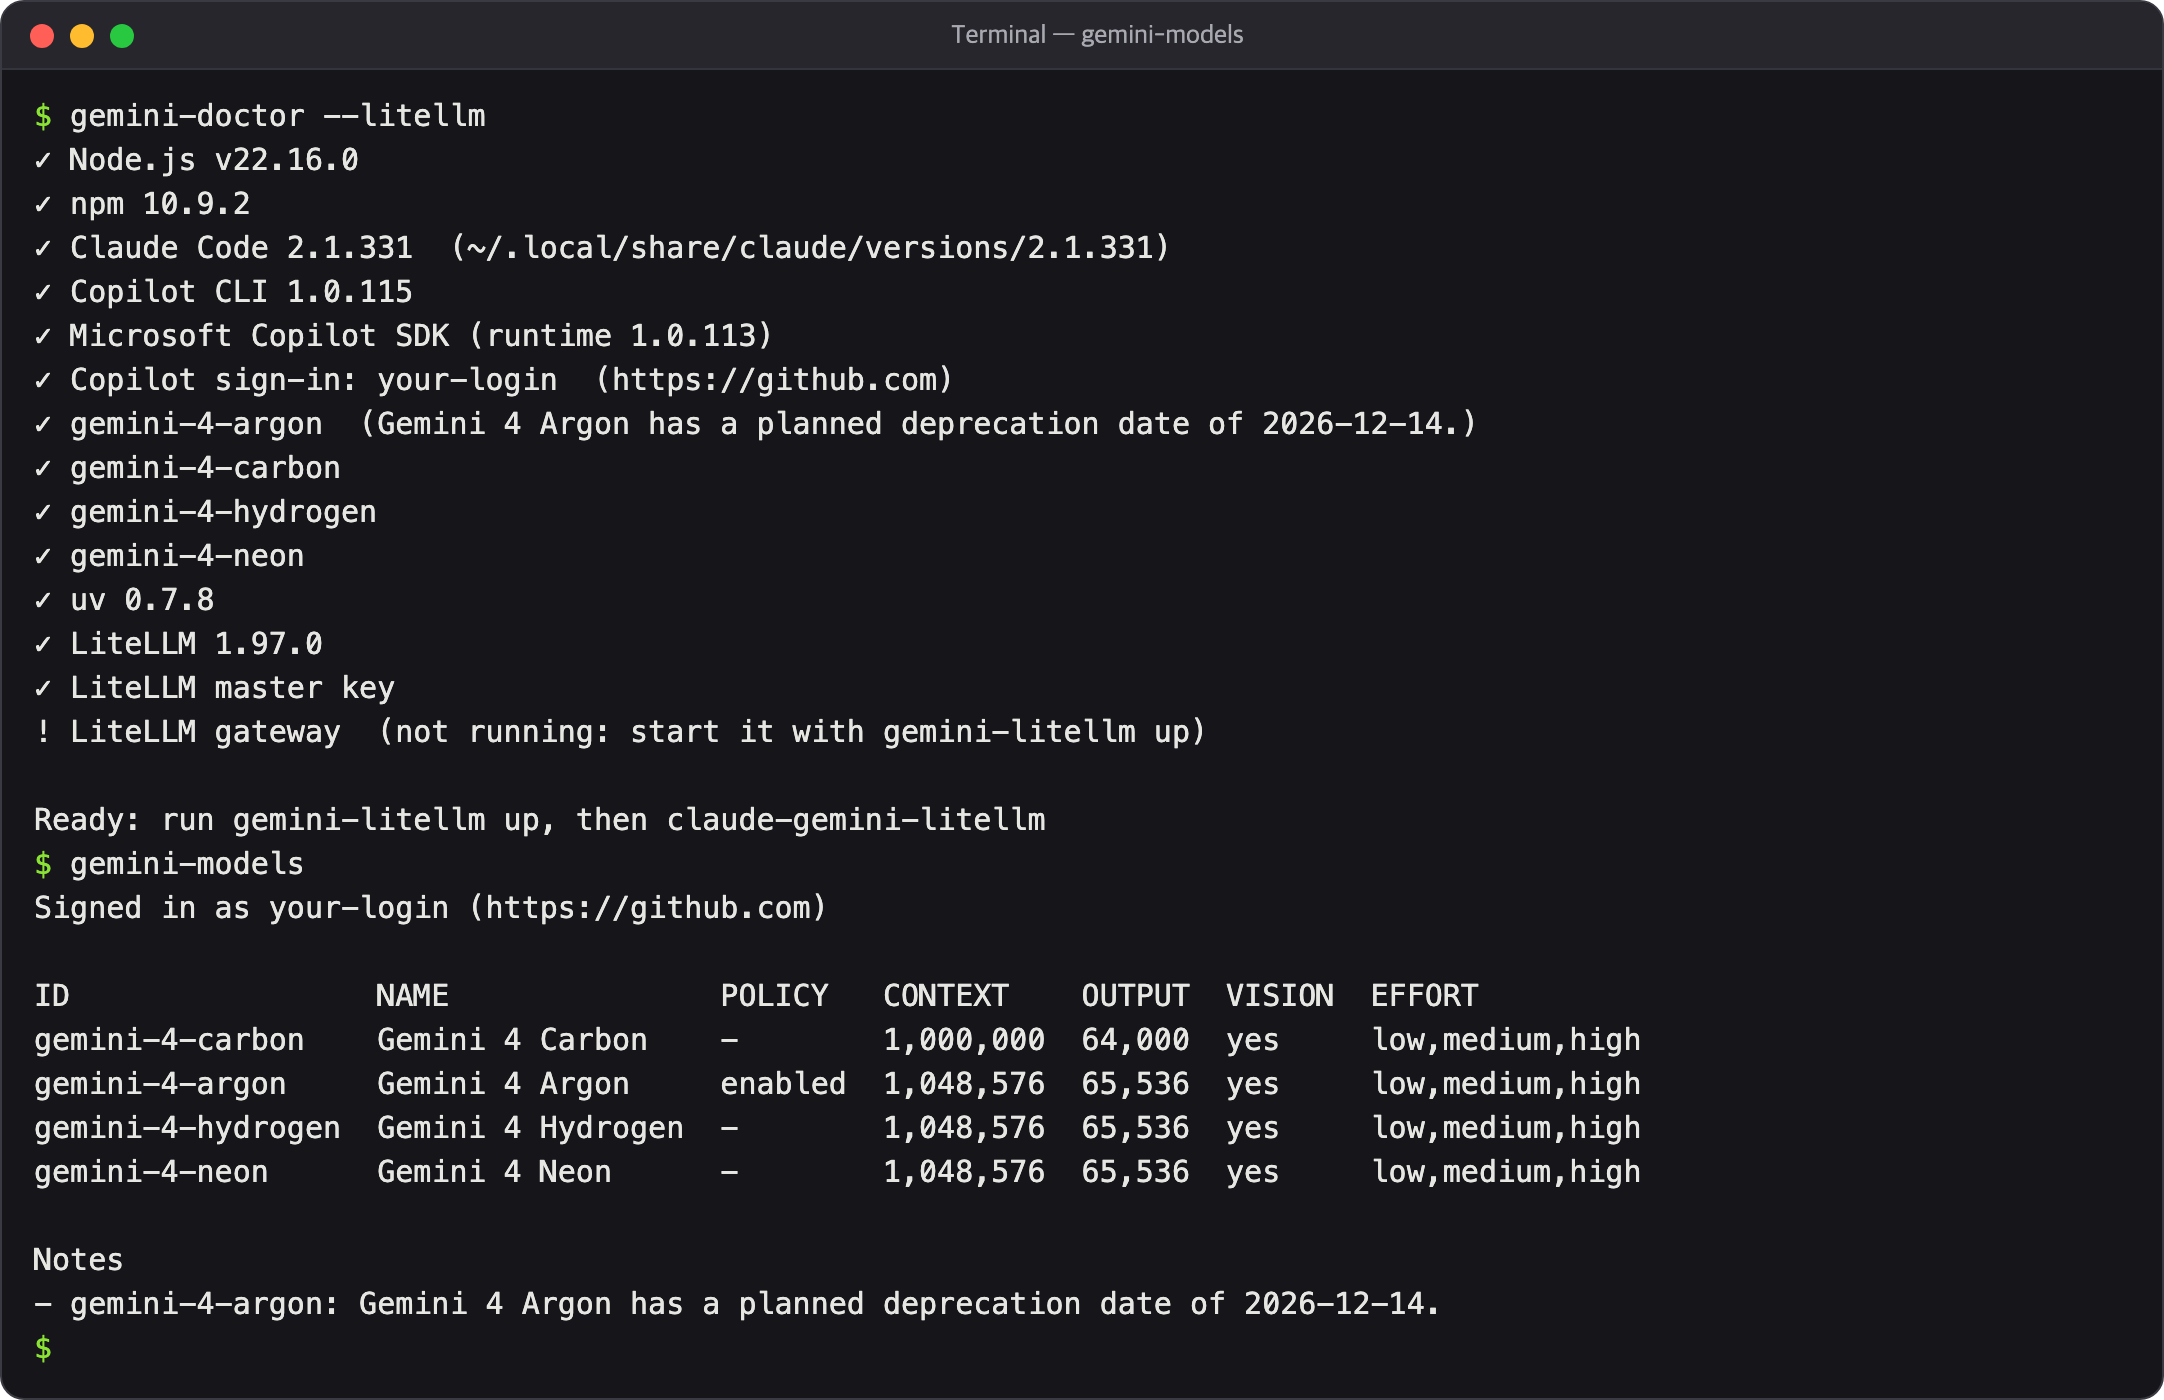 Terminal — gemini-models
$ gemini-doctor --litellm
✓ Node.js v22.16.0
✓ npm 10.9.2
✓ Claude Code 2.1.331  (~/.local/share/claude/versions/2.1.331)
✓ Copilot CLI 1.0.115
✓ Microsoft Copilot SDK (runtime 1.0.113)
✓ Copilot sign-in: your-login  (https://github.com)
✓ gemini-4-argon  (Gemini 4 Argon has a planned deprecation date of 2026-12-14.)
✓ gemini-4-carbon
✓ gemini-4-hydrogen
✓ gemini-4-neon
✓ uv 0.7.8
✓ LiteLLM 1.97.0
✓ LiteLLM master key
! LiteLLM gateway  (not running: start it with gemini-litellm up)
Ready: run gemini-litellm up, then claude-gemini-litellm
$ gemini-models
Signed in as your-login (https://github.com)
ID                 NAME               POLICY   CONTEXT    OUTPUT  VISION  EFFORT
gemini-4-carbon    Gemini 4 Carbon    —        1,000,000  64,000  yes     low,medium,high
gemini-4-argon     Gemini 4 Argon     enabled  1,048,576  65,536  yes     low,medium,high
gemini-4-hydrogen  Gemini 4 Hydrogen  —        1,048,576  65,536  yes     low,medium,high
gemini-4-neon      Gemini 4 Neon      —        1,048,576  65,536  yes     low,medium,high
Notes
- gemini-4-argon: Gemini 4 Argon has a planned deprecation date of 2026-12-14.
$